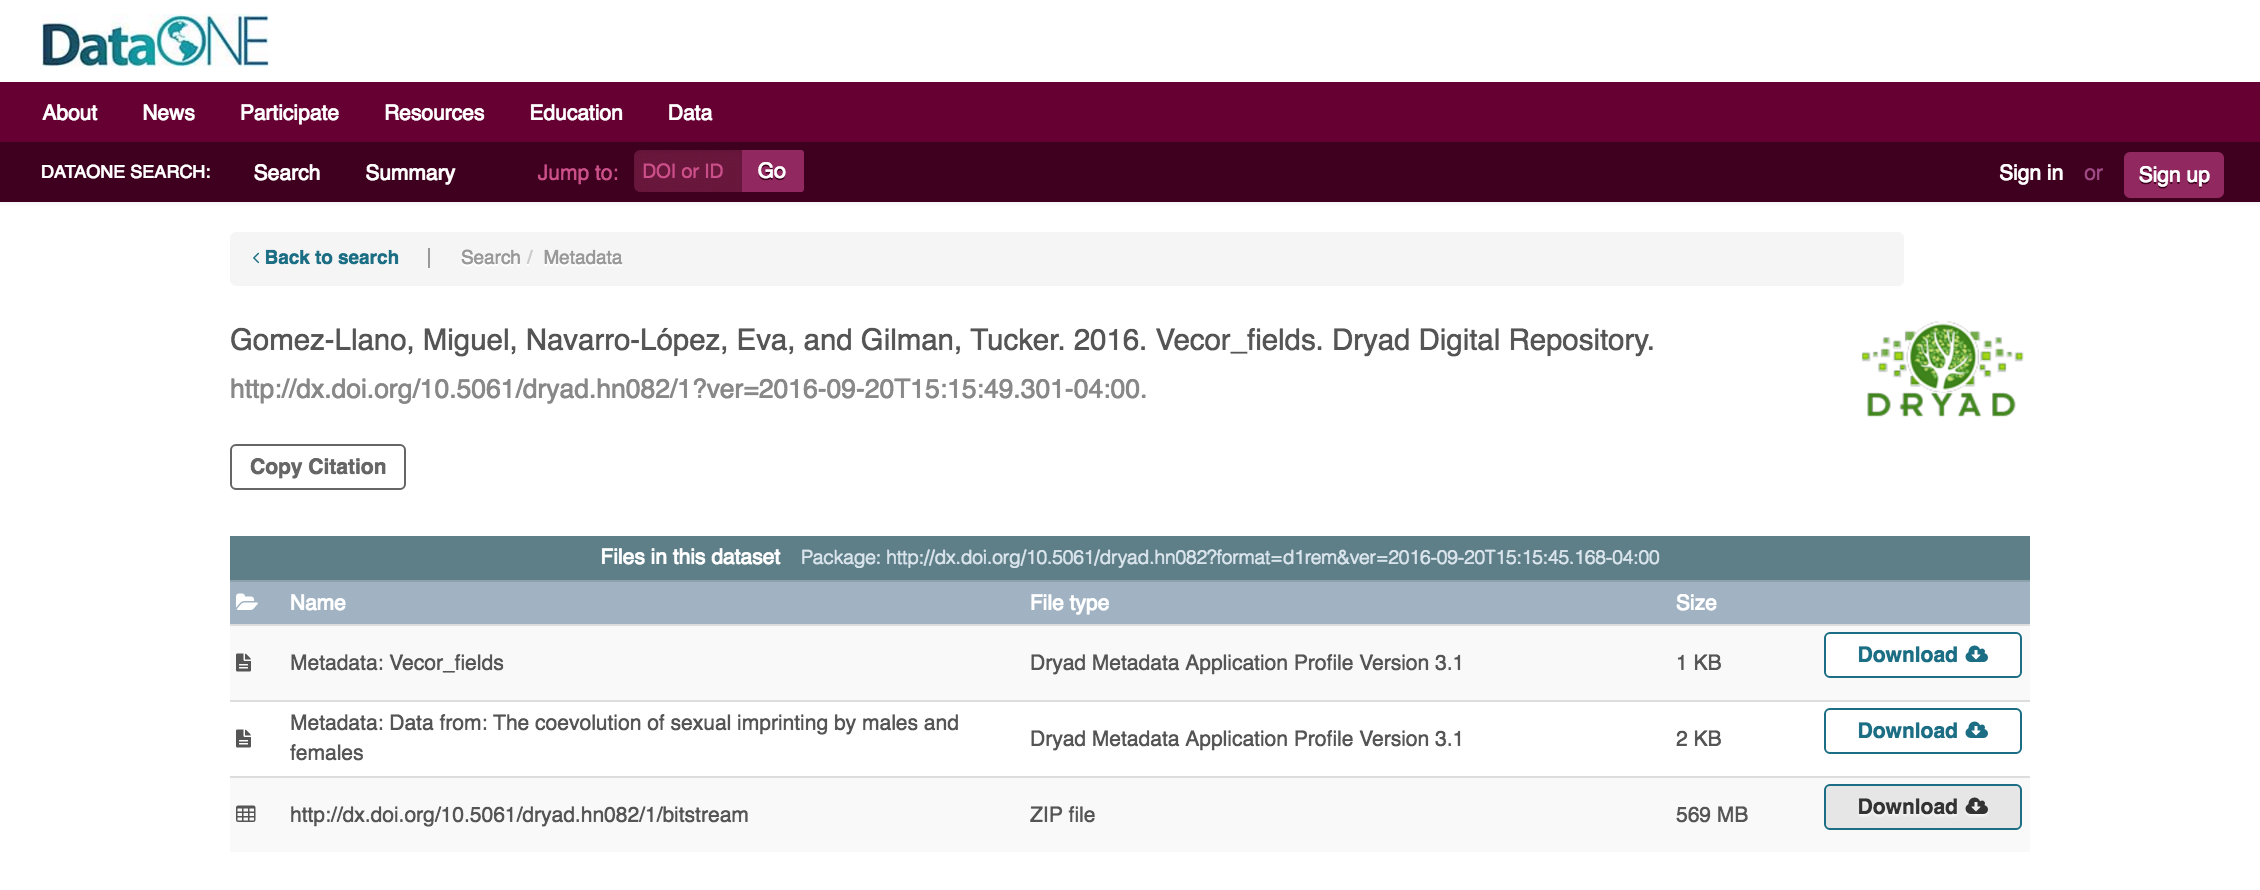 DataONE
About News Participate Resources Education Data
DATAONE SEARCH: Search Summary Jump to: DOI or ID Go Sign in or Sign up
Back to search | Search / Metadata
Gomez-Llano, Miguel, Navarro-López, Eva, and Gilman, Tucker. 2016. Vecor_fields. Dryad Digital Repository.
http://dx.doi.org/10.5061/dryad.hn082/1?ver=2016-09-20T15:15:49.301-04:00.
DRYAD
Copy Citation
Files in this dataset Package: http://dx.doi.org/10.5061/dryad.hn082?format=d1rem&ver=2016-09-20T15:15:45.168-04:00
Name File type Size
Metadata: Vecor_fields Dryad Metadata Application Profile Version 3.1 1 KB Download
Metadata: Data from: The coevolution of sexual imprinting by males and
females Dryad Metadata Application Profile Version 3.1 2 KB Download
http://dx.doi.org/10.5061/dryad.hn082/1/bitstream ZIP file 569 MB Download